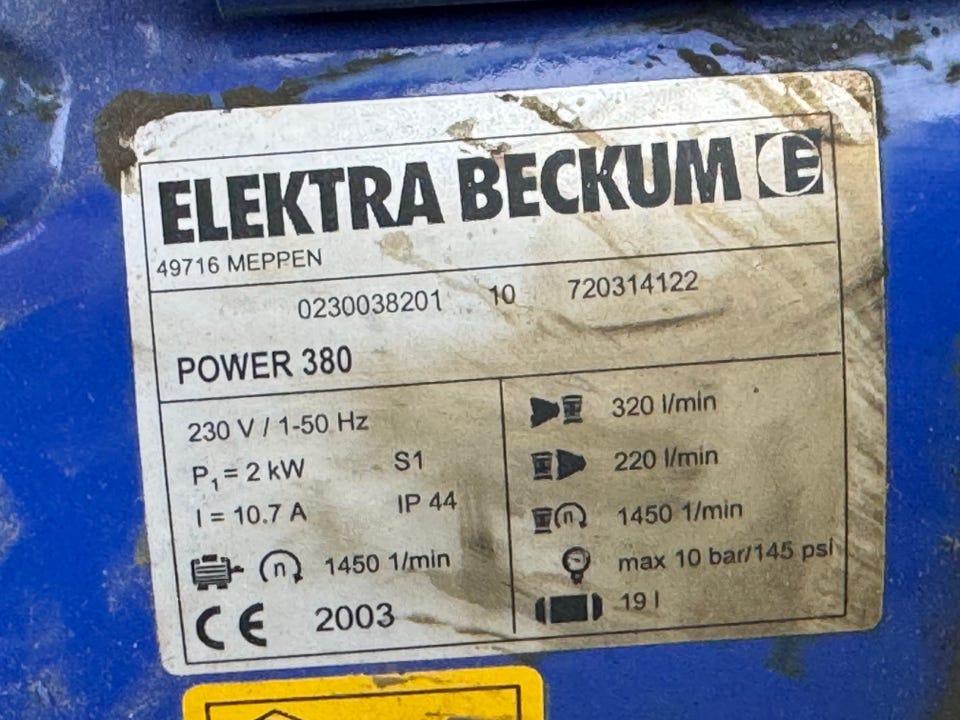 ELEKTRA BECKUM E
49716 MEPPEN
0230038201 10 720314122
POWER 380
230 V / 1-50 Hz
P1 = 2 kW S1
I = 10.7 A IP 44
n 1450 1/min
CE 2003
320 l/min
220 l/min
n 1450 1/min
max 10 bar/145 psi
19 l